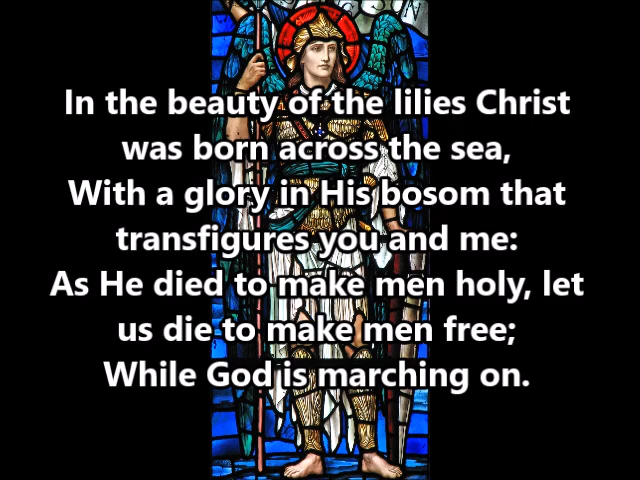 In the beauty of the lilies Christ
was born across the sea,
With a glory in His bosom that
transfigures you and me:
As He died to make men holy, let
us die to make men free;
While God is marching on.